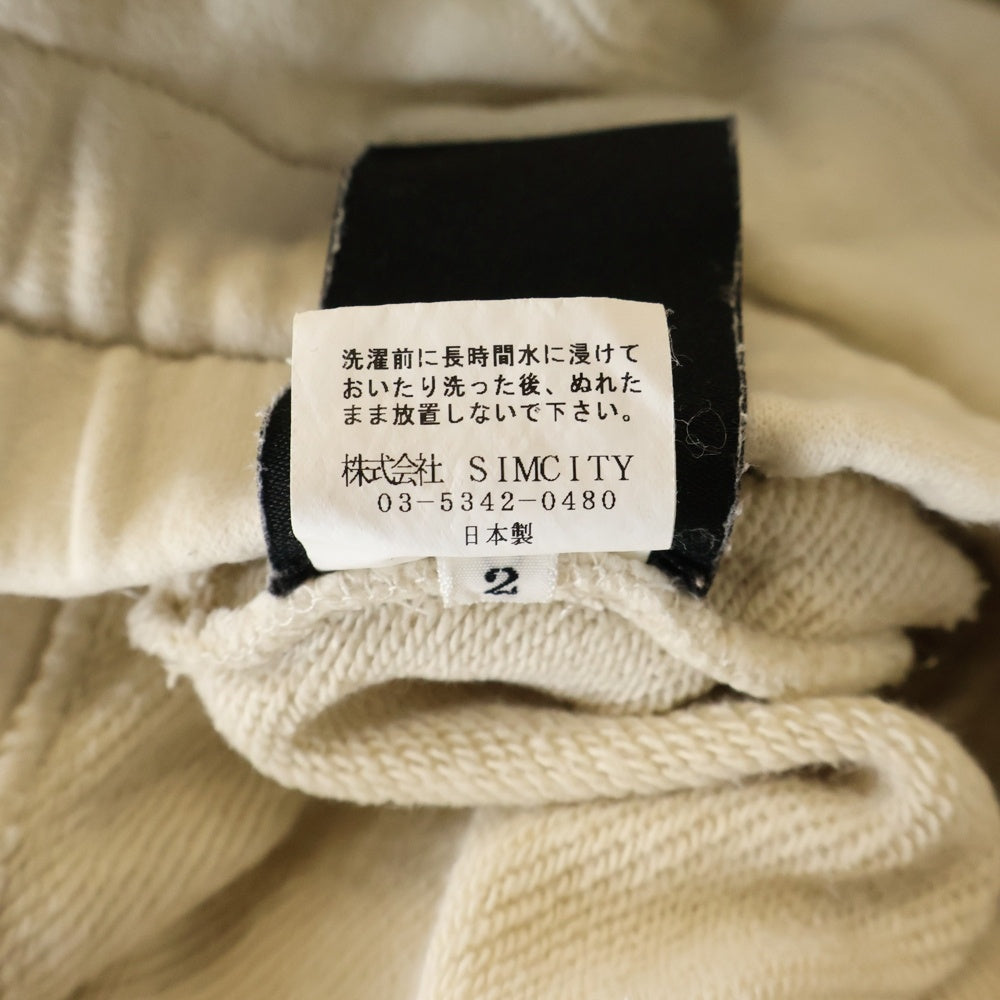 洗濯前に長時間水に浸けて
おいたり洗った後、ぬれた
まま放置しないで下さい。
株式会社 SIMCITY
03-5342-0480
日本製
2